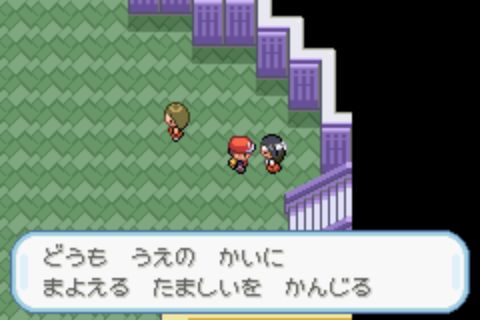 どうも　うえの　かいに
まよえる　たましいを　かんじる